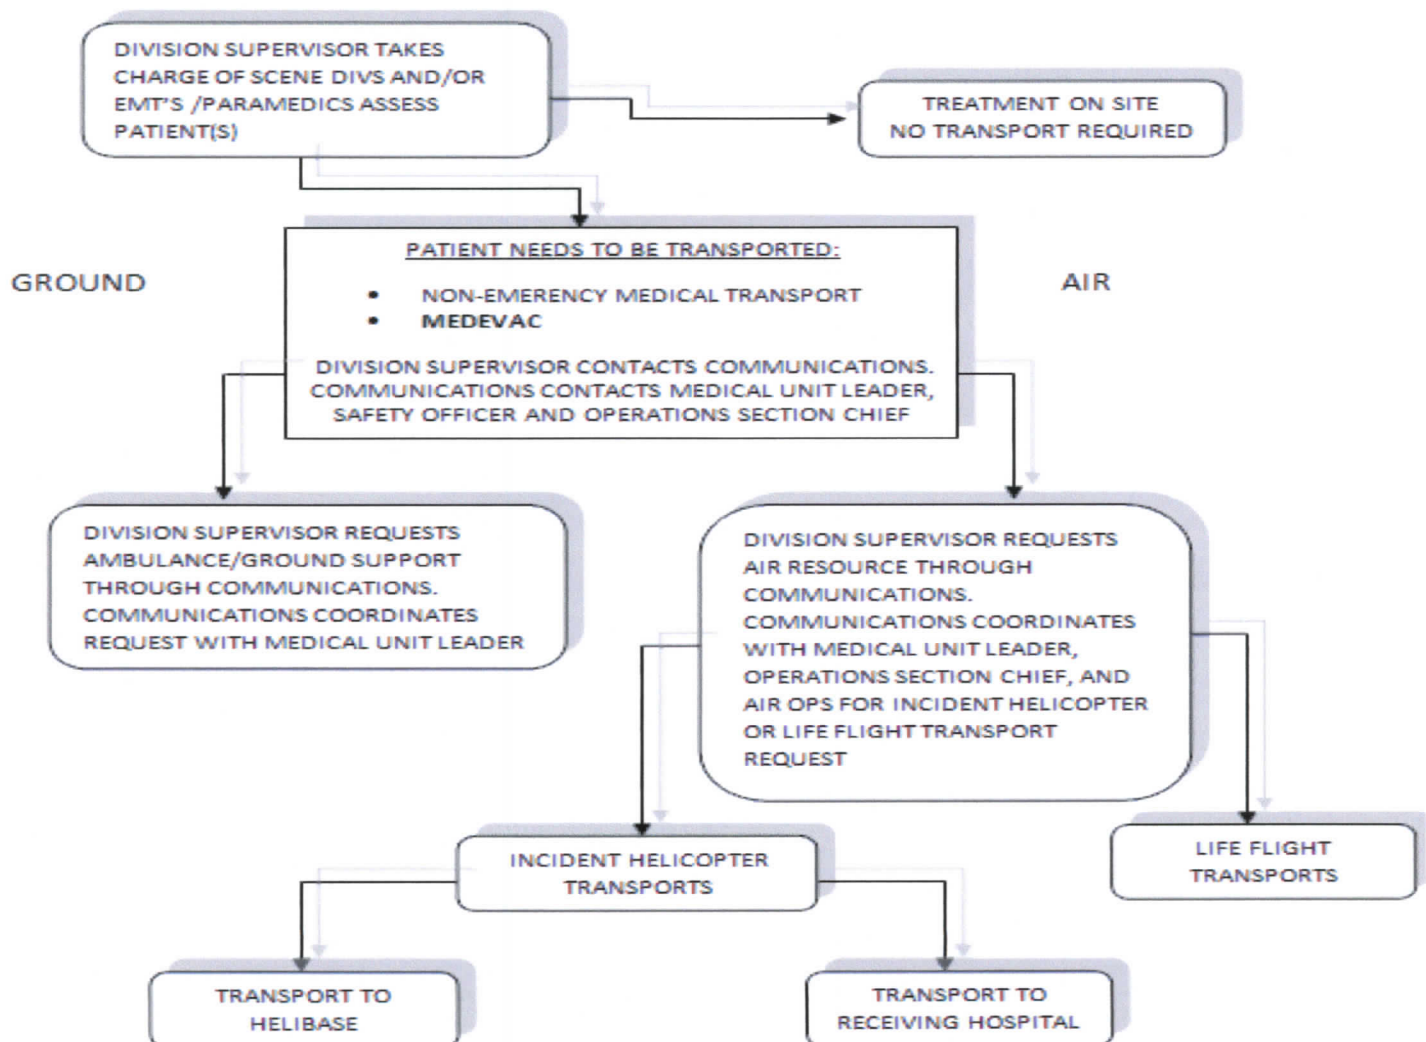 DIVISION SUPERVISOR TAKES
CHARGE OF SCENE DIVS AND/OR
EMT'S /PARAMEDICS ASSESS
PATIENT(S)
TREATMENT ON SITE
NO TRANSPORT REQUIRED
GROUND
PATIENT NEEDS TO BE TRANSPORTED:
• NON-EMERENCY MEDICAL TRANSPORT
• MEDEVAC
DIVISION SUPERVISOR CONTACTS COMMUNICATIONS.
COMMUNICATIONS CONTACTS MEDICAL UNIT LEADER,
SAFETY OFFICER AND OPERATIONS SECTION CHIEF
AIR
DIVISION SUPERVISOR REQUESTS
AMBULANCE/GROUND SUPPORT
THROUGH COMMUNICATIONS.
COMMUNICATIONS COORDINATES
REQUEST WITH MEDICAL UNIT LEADER
DIVISION SUPERVISOR REQUESTS
AIR RESOURCE THROUGH
COMMUNICATIONS.
COMMUNICATIONS COORDINATES
WITH MEDICAL UNIT LEADER,
OPERATIONS SECTION CHIEF, AND
AIR OPS FOR INCIDENT HELICOPTER
OR LIFE FLIGHT TRANSPORT
REQUEST
INCIDENT HELICOPTER
TRANSPORTS
LIFE FLIGHT
TRANSPORTS
TRANSPORT TO
HELIBASE
TRANSPORT TO
RECEIVING HOSPITAL